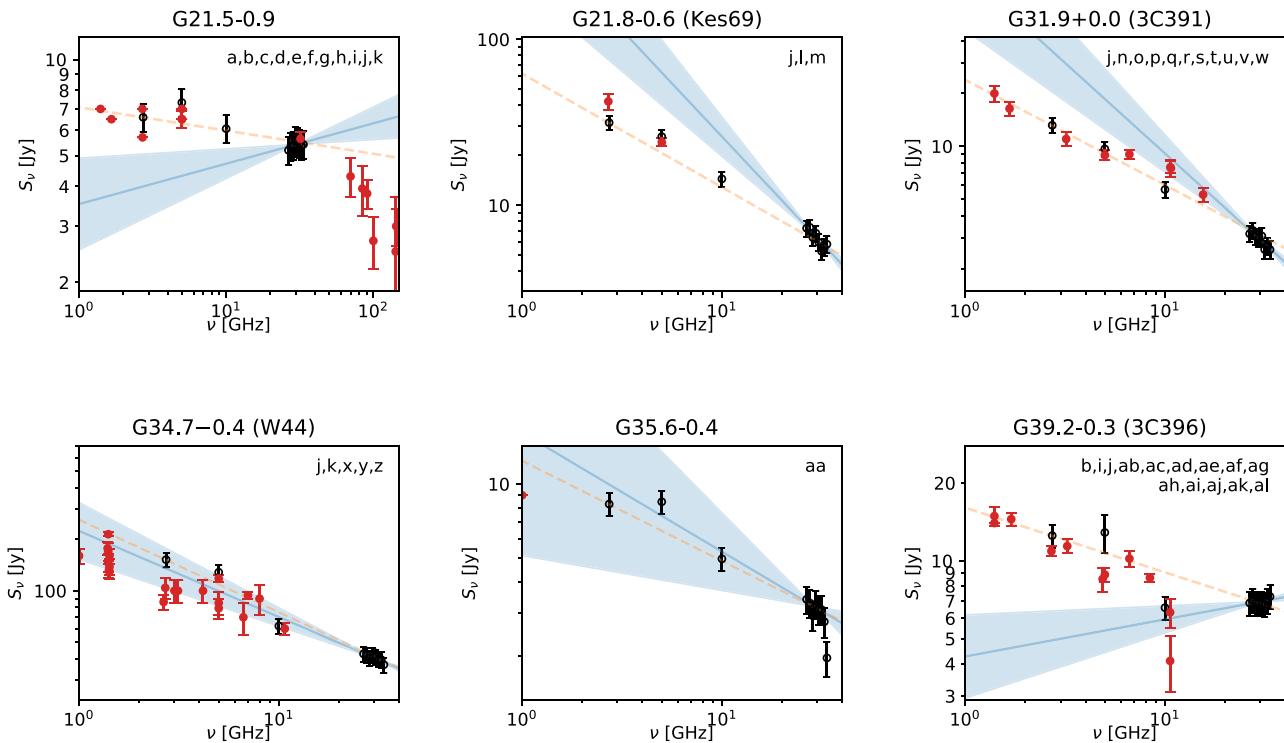 G21.5-0.9
a,b,c,d,e,f,g,h,i,j,k
S_ν [Jy]
10
9
8
7
6
5
4
3
2
10^0 10^1 10^2
ν [GHz]
G21.8-0.6 (Kes69)
j,l,m
S_ν [Jy]
10^2
10^1
10^0 10^1
ν [GHz]
G31.9+0.0 (3C391)
j,n,o,p,q,r,s,t,u,v,w
S_ν [Jy]
20
10
10^0 10^1
ν [GHz]
G34.7−0.4 (W44)
j,k,x,y,z
S_ν [Jy]
100
10^0 10^1
ν [GHz]
G35.6-0.4
aa
S_ν [Jy]
10
10^0 10^1
ν [GHz]
G39.2-0.3 (3C396)
b,i,j,ab,ac,ad,ae,af,ag
ah,ai,aj,ak,al
S_ν [Jy]
20
10
9
8
7
6
5
4
3
10^0 10^1
ν [GHz]